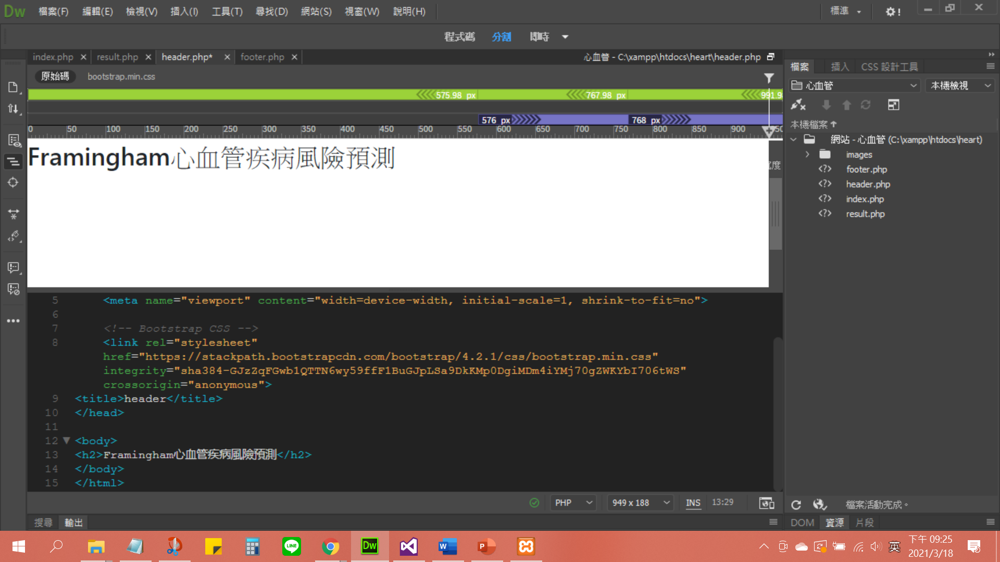 Dw 檔案(F) 編輯(E) 檢視(V) 插入(I) 工具(T) 尋找(D) 網站(S) 視窗(W) 說明(H) 標準 !
程式碼 分割 即時
index.php result.php header.php* footer.php 心血管 - C:\xampp\htdocs\heart\header.php
原始碼 bootstrap.min.css
575.98 px 767.98 px 991.9
576 px 768 px
0 50 100 150 200 250 300 350 400 450 500 550 600 650 700 750 800 850 900
Framingham心血管疾病風險預測
度
5 <meta name="viewport" content="width=device-width, initial-scale=1, shrink-to-fit=no">
6
7 <!-- Bootstrap CSS -->
8 <link rel="stylesheet"
href="https://stackpath.bootstrapcdn.com/bootstrap/4.2.1/css/bootstrap.min.css"
integrity="sha384-GJzZqFGwb1QTTN6wy59ffF1BuGJpLSa9DkKMp0DgiMDm4iYMj70gZWKYbI706tWS"
crossorigin="anonymous">
9 <title>header</title>
10 </head>
11
12 <body>
13 <h2>Framingham心血管疾病風險預測</h2>
14 </body>
15 </html>
PHP 949 x 188 INS 13:29
搜尋 輸出
檔案 插入 CSS 設計工具
心血管 本機檢視
本機檔案
網站 - 心血管 (C:\xampp\htdocs\heart)
images
footer.php
header.php
index.php
result.php
檔案活動完成。
DOM 資源 片段
LINE Dw W P 英 下午 09:25
2021/3/18